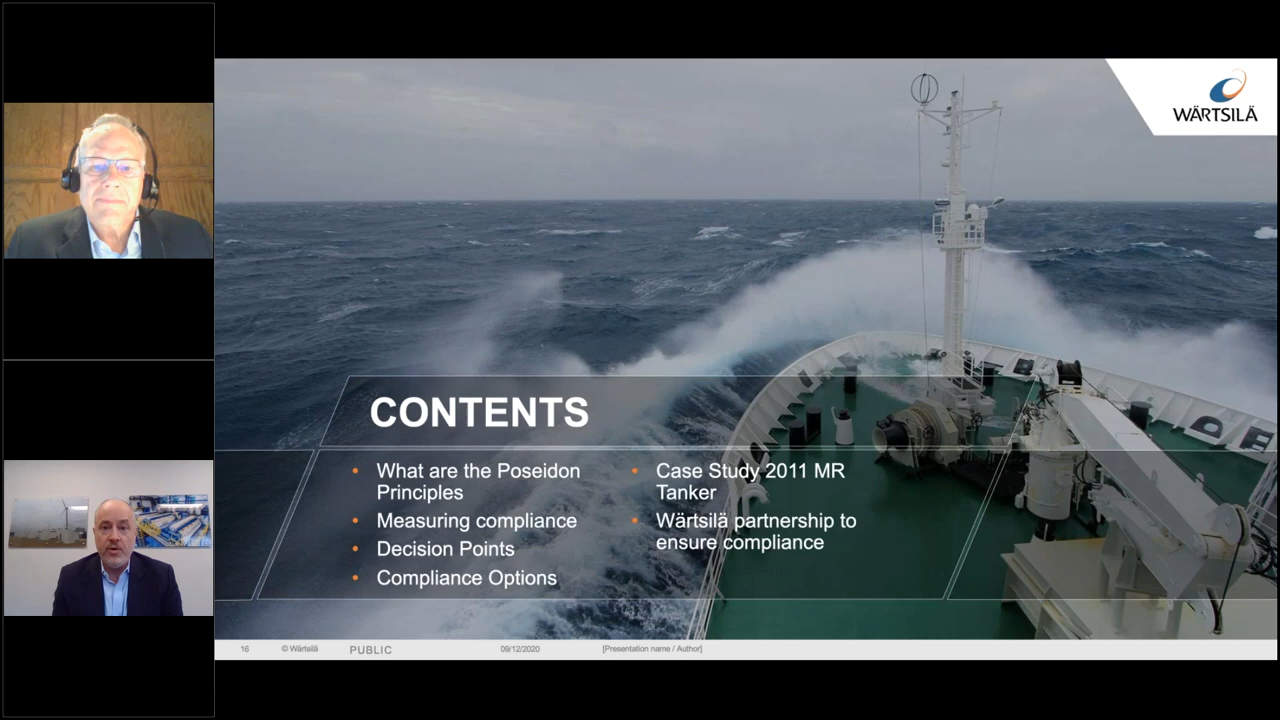 WÄRTSILÄ
CONTENTS
• What are the Poseidon
Principles
• Measuring compliance
• Decision Points
• Compliance Options
• Case Study 2011 MR
Tanker
• Wärtsilä partnership to
ensure compliance
16 © Wärtsilä PUBLIC 09/12/2020 [Presentation name / Author]